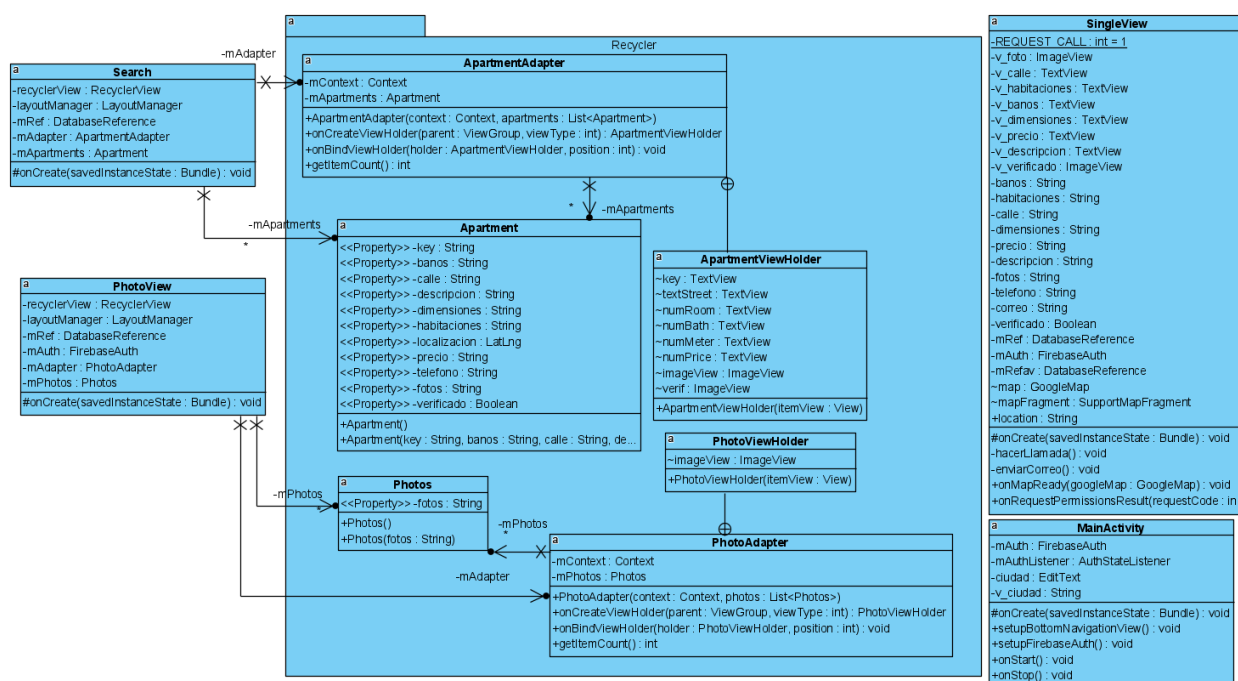 a
Recycler
-mAdapter
a
Search
-recyclerView : RecyclerView
-layoutManager : LayoutManager
-mRef : DatabaseReference
-mAdapter : ApartmentAdapter
-mApartments : Apartment
#onCreate(savedInstanceState : Bundle) : void
a
ApartmentAdapter
-mContext : Context
-mApartments : Apartment
+ApartmentAdapter(context : Context, apartments : List<Apartment>)
+onCreateViewHolder(parent : ViewGroup, viewType : int) : ApartmentViewHolder
+onBindViewHolder(holder : ApartmentViewHolder, position : int) : void
+getItemCount() : int
*
-mApartments
-mApartments
*
a
Apartment
<<Property>> -key : String
<<Property>> -banos : String
<<Property>> -calle : String
<<Property>> -descripcion : String
<<Property>> -dimensiones : String
<<Property>> -habitaciones : String
<<Property>> -localizacion : LatLng
<<Property>> -precio : String
<<Property>> -telefono : String
<<Property>> -fotos : String
<<Property>> -verificado : Boolean
+Apartment()
+Apartment(key : String, banos : String, calle : String, de...
a
ApartmentViewHolder
~key : TextView
~textStreet : TextView
~numRoom : TextView
~numBath : TextView
~numMeter : TextView
~numPrice : TextView
~imageView : ImageView
~verif : ImageView
+ApartmentViewHolder(itemView : View)
a
PhotoView
-recyclerView : RecyclerView
-layoutManager : LayoutManager
-mRef : DatabaseReference
-mAuth : FirebaseAuth
-mAdapter : PhotoAdapter
-mPhotos : Photos
#onCreate(savedInstanceState : Bundle) : void
a
PhotoViewHolder
~imageView : ImageView
+PhotoViewHolder(itemView : View)
-mPhotos
*
a
Photos
<<Property>> -fotos : String
+Photos()
+Photos(fotos : String)
-mPhotos
*
-mAdapter
a
PhotoAdapter
-mContext : Context
-mPhotos : Photos
+PhotoAdapter(context : Context, photos : List<Photos>)
+onCreateViewHolder(parent : ViewGroup, viewType : int) : PhotoViewHolder
+onBindViewHolder(holder : PhotoViewHolder, position : int) : void
+getItemCount() : int
a
SingleView
-REQUEST_CALL : int = 1
-v_foto : ImageView
-v_calle : TextView
-v_habitaciones : TextView
-v_banos : TextView
-v_dimensiones : TextView
-v_precio : TextView
-v_descripcion : TextView
-v_verificado : ImageView
-banos : String
-habitaciones : String
-calle : String
-dimensiones : String
-precio : String
-descripcion : String
-fotos : String
-telefono : String
-correo : String
-verificado : Boolean
-mRef : DatabaseReference
-mAuth : FirebaseAuth
-mRefav : DatabaseReference
~map : GoogleMap
~mapFragment : SupportMapFragment
+location : String
#onCreate(savedInstanceState : Bundle) : void
-hacerLlamada() : void
-enviarCorreo() : void
+onMapReady(googleMap : GoogleMap) : void
+onRequestPermissionsResult(requestCode : in
a
MainActivity
-mAuth : FirebaseAuth
-mAuthListener : AuthStateListener
-ciudad : EditText
-v_ciudad : String
#onCreate(savedInstanceState : Bundle) : void
+setupBottomNavigationView() : void
+setupFirebaseAuth() : void
+onStart() : void
+onStop() : void